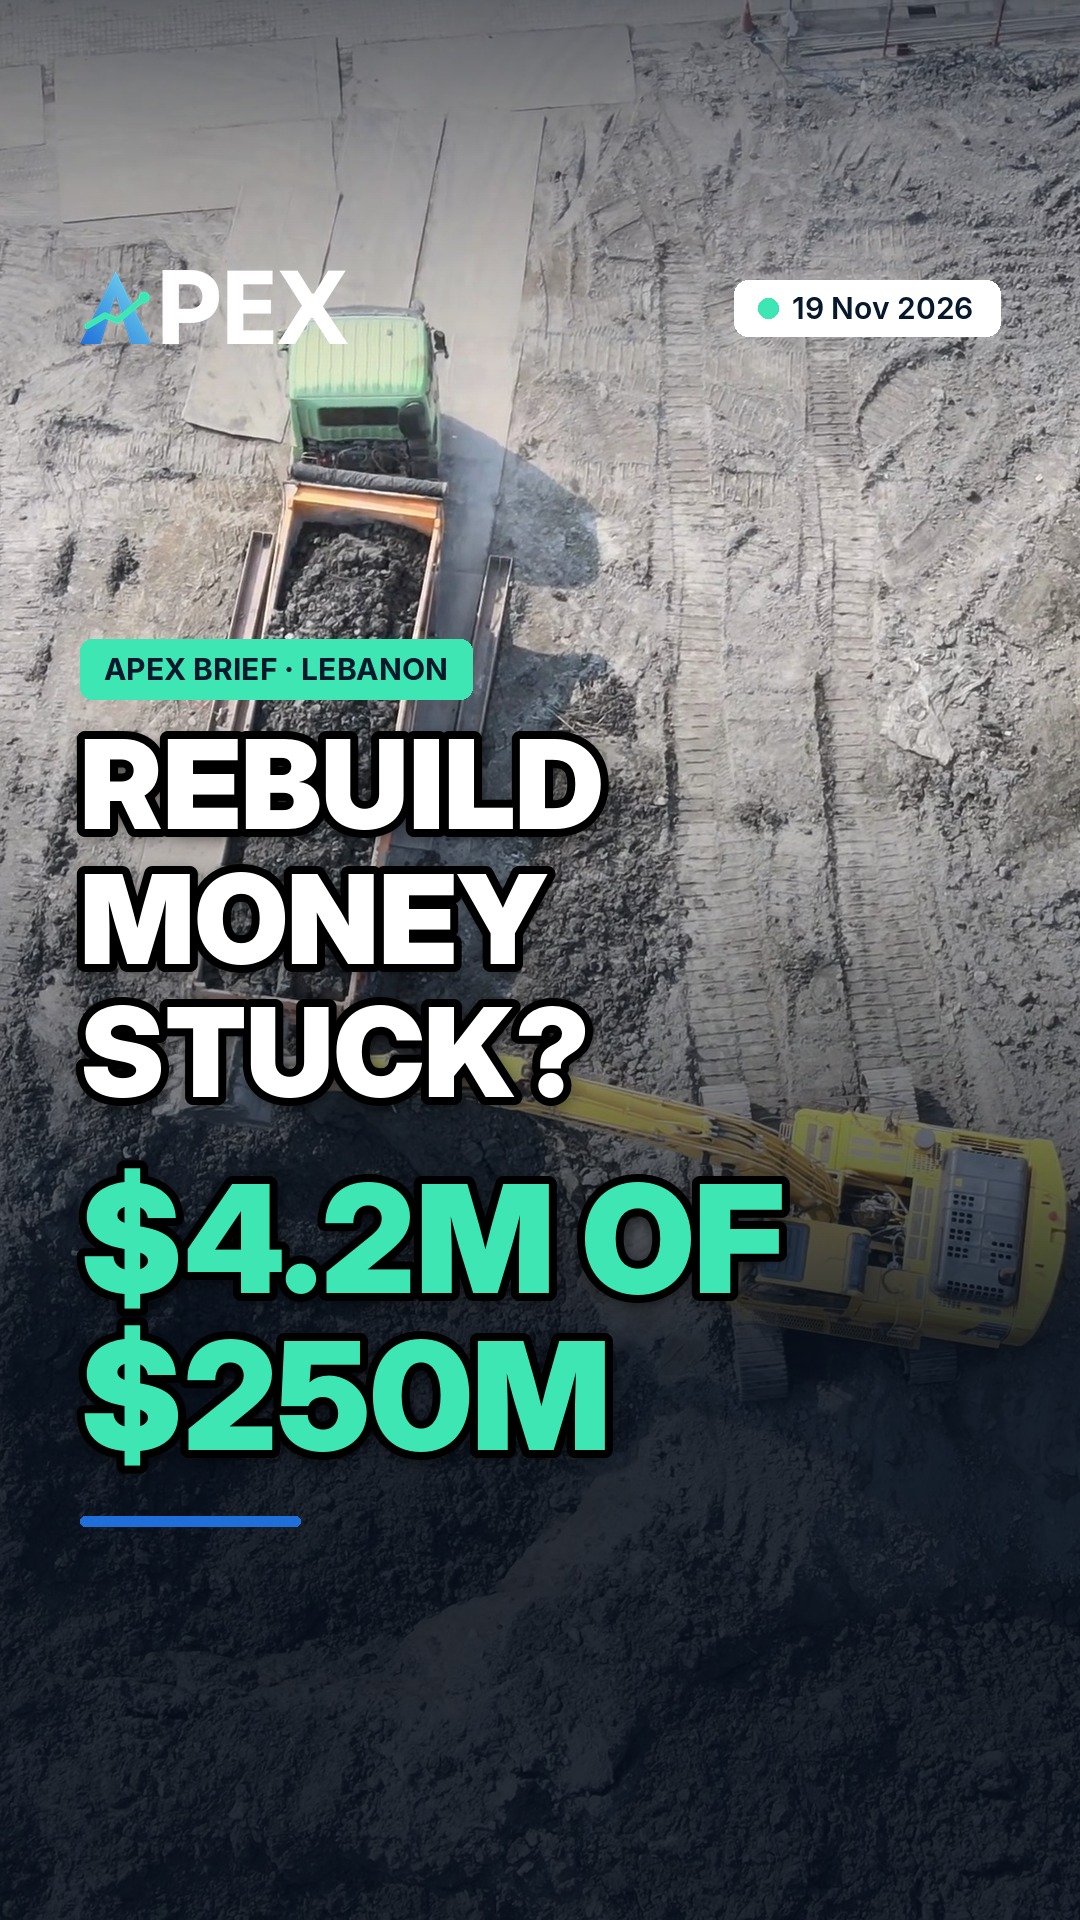 APEX
19 Nov 2026
APEX BRIEF · LEBANON
REBUILD
MONEY
STUCK?
$4.2M OF
$250M